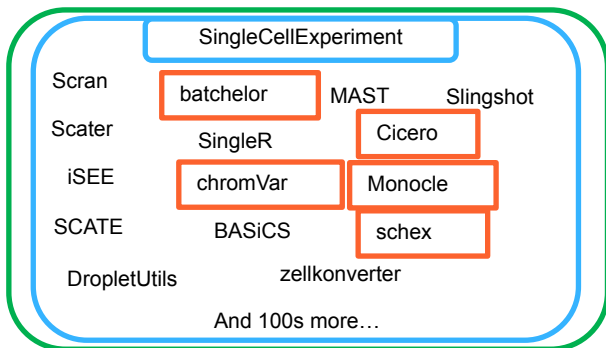 SingleCellExperiment
Scran
batchelor
MAST
Slingshot
Scater
SingleR
Cicero
iSEE
chromVar
Monocle
SCATE
BASiCS
schex
DropletUtils
zellkonverter
And 100s more…